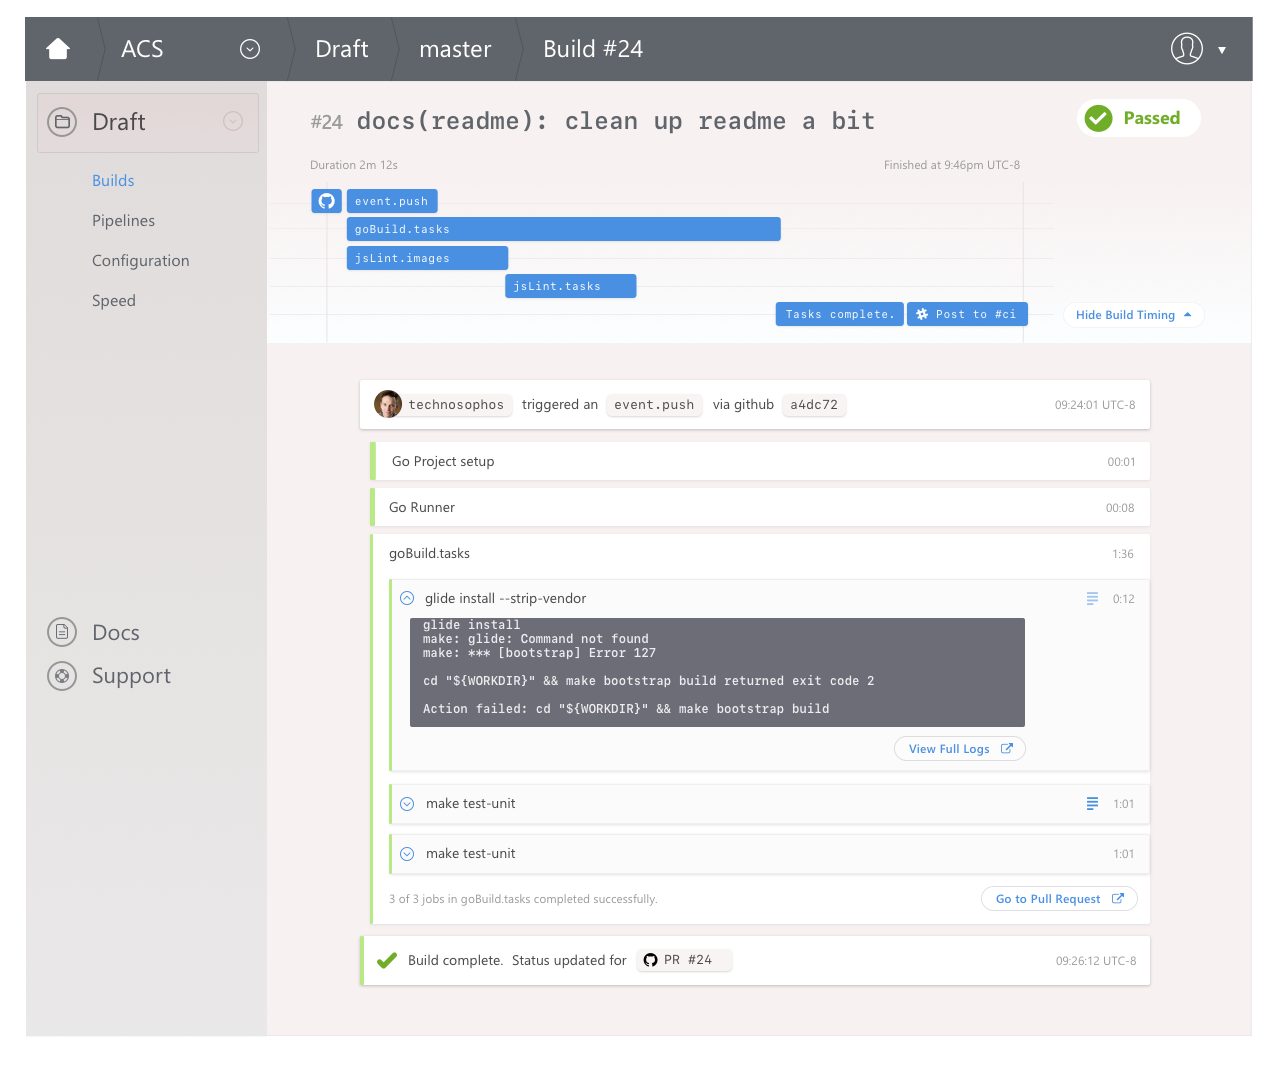 ACS Draft master Build #24
Draft
Builds
Pipelines
Configuration
Speed
Docs
Support
#24 docs(readme): clean up readme a bit
Passed
Duration 2m 12s Finished at 9:46pm UTC-8
event.push
goBuild.tasks
jsLint.images
jsLint.tasks
Tasks complete. Post to #ci
Hide Build Timing
technosophos triggered an event.push via github a4dc72 09:24:01 UTC-8
Go Project setup 00:01
Go Runner 00:08
goBuild.tasks 1:36
glide install --strip-vendor 0:12
glide install
make: glide: Command not found
make: *** [bootstrap] Error 127
cd "${WORKDIR}" && make bootstrap build returned exit code 2
Action failed: cd "${WORKDIR}" && make bootstrap build
View Full Logs
make test-unit 1:01
make test-unit 1:01
3 of 3 jobs in goBuild.tasks completed successfully. Go to Pull Request
Build complete. Status updated for PR #24 09:26:12 UTC-8